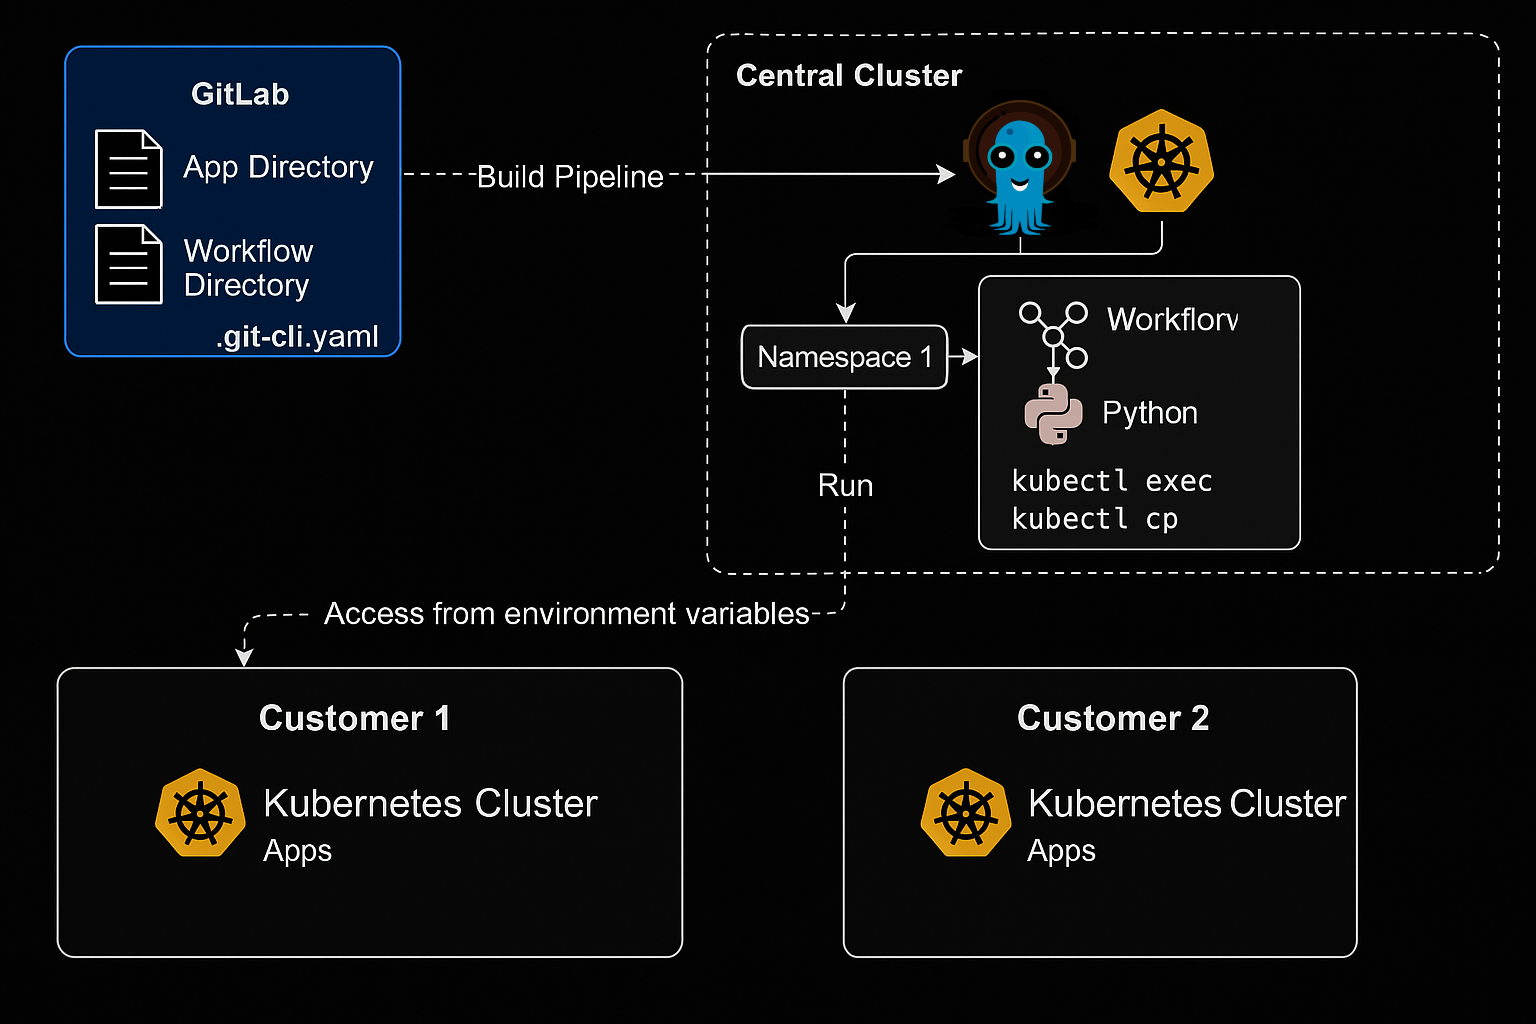 GitLab
App Directory
Workflow
Directory
.git-cli.yaml
Build Pipeline
Central Cluster
Namespace 1
Workflorv
Python
kubectl exec
kubectl cp
Run
Access from environment variables
Customer 1
Kubernetes Cluster
Apps
Customer 2
Kubernetes Cluster
Apps